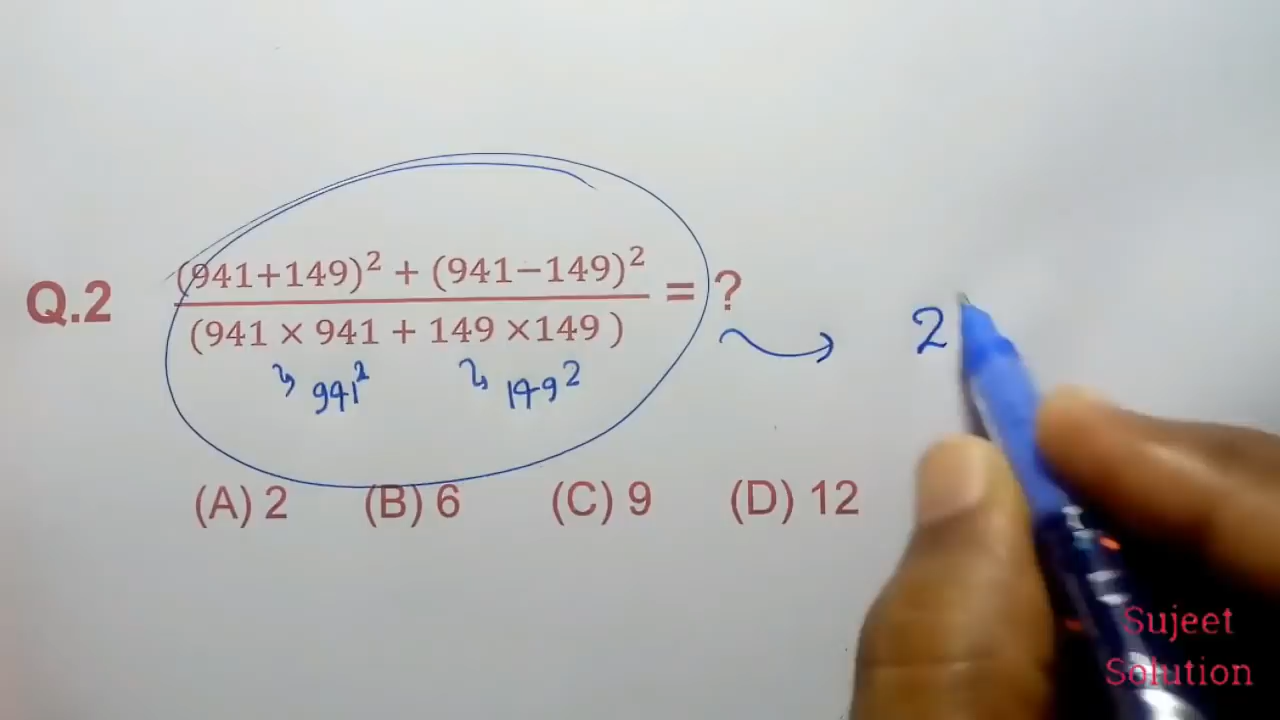 Q.2 (941+149)² + (941−149)² / (941 × 941 + 149 ×149 ) = ? 2
941² 149²
(A) 2 (B) 6 (C) 9 (D) 12
Sujeet
Solution